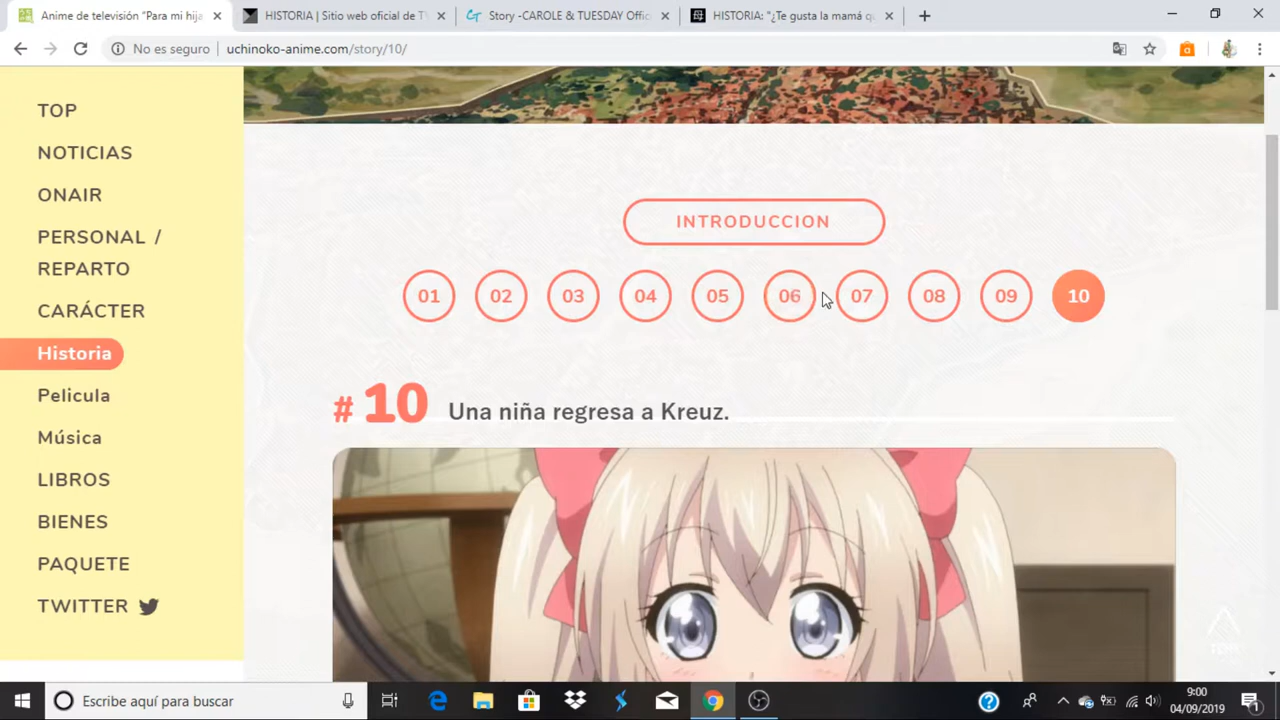 Anime de televisión “Para mi hija
HISTORIA | Sitio web oficial de T
Story -CAROLE & TUESDAY Offi
HISTORIA: "¿Te gusta la mamá q
No es seguro
uchinoko-anime.com/story/10/
TOP
NOTICIAS
ONAIR
PERSONAL /
REPARTO
CARÁCTER
Historia
Pelicula
Música
LIBROS
BIENES
PAQUETE
TWITTER
INTRODUCCION
01 02 03 04 05 06 07 08 09 10
# 10 Una niña regresa a Kreuz.
TOP
Escribe aquí para buscar
9:00
04/09/2019